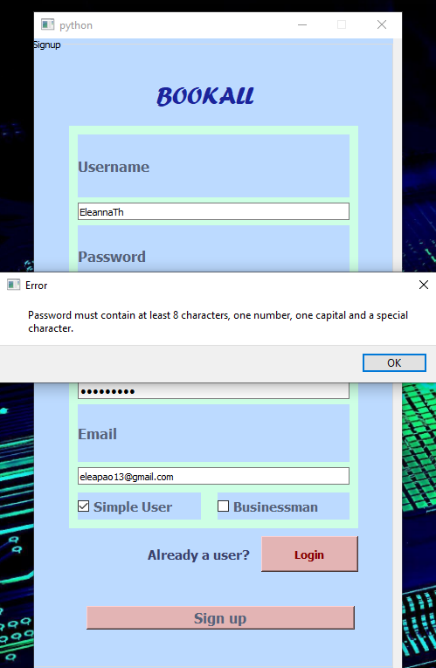 python
Signup
BOOKALL
Username
EleannaTh
Password
Error
Password must contain at least 8 characters, one number, one capital and a special
character.
OK
•••••••••
Email
eleapao13@gmail.com
Simple User Businessman
Already a user? Login
Sign up